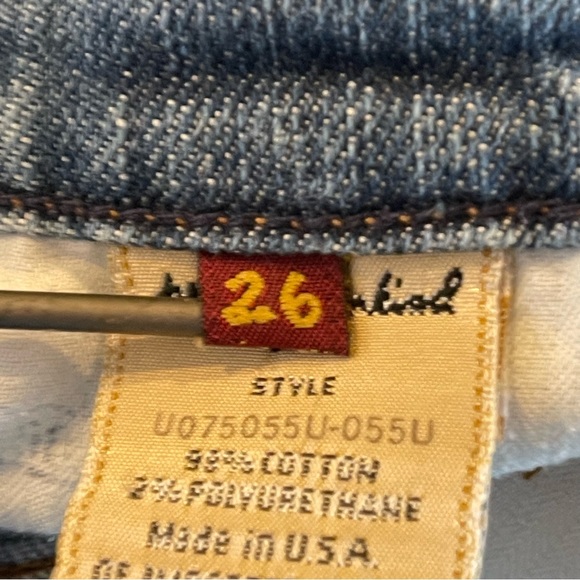 26
STYLE
U075055U-055U
98% COTTON
2% POLYURETHANE
Made in U.S.A.